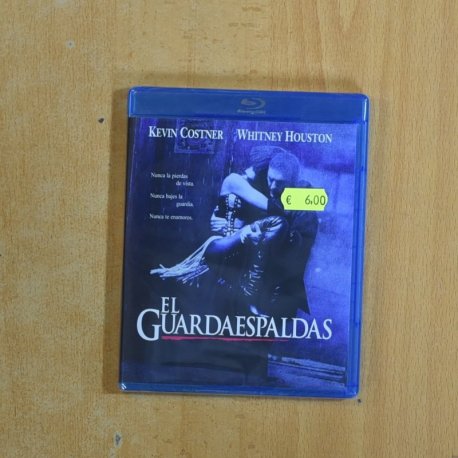 KEVIN COSTNER WHITNEY HOUSTON
Nunca la pierdas
de vista.
Nunca bajes la
guardia.
Nunca te enamores.
€ 6,00
EL
GUARDAESPALDAS